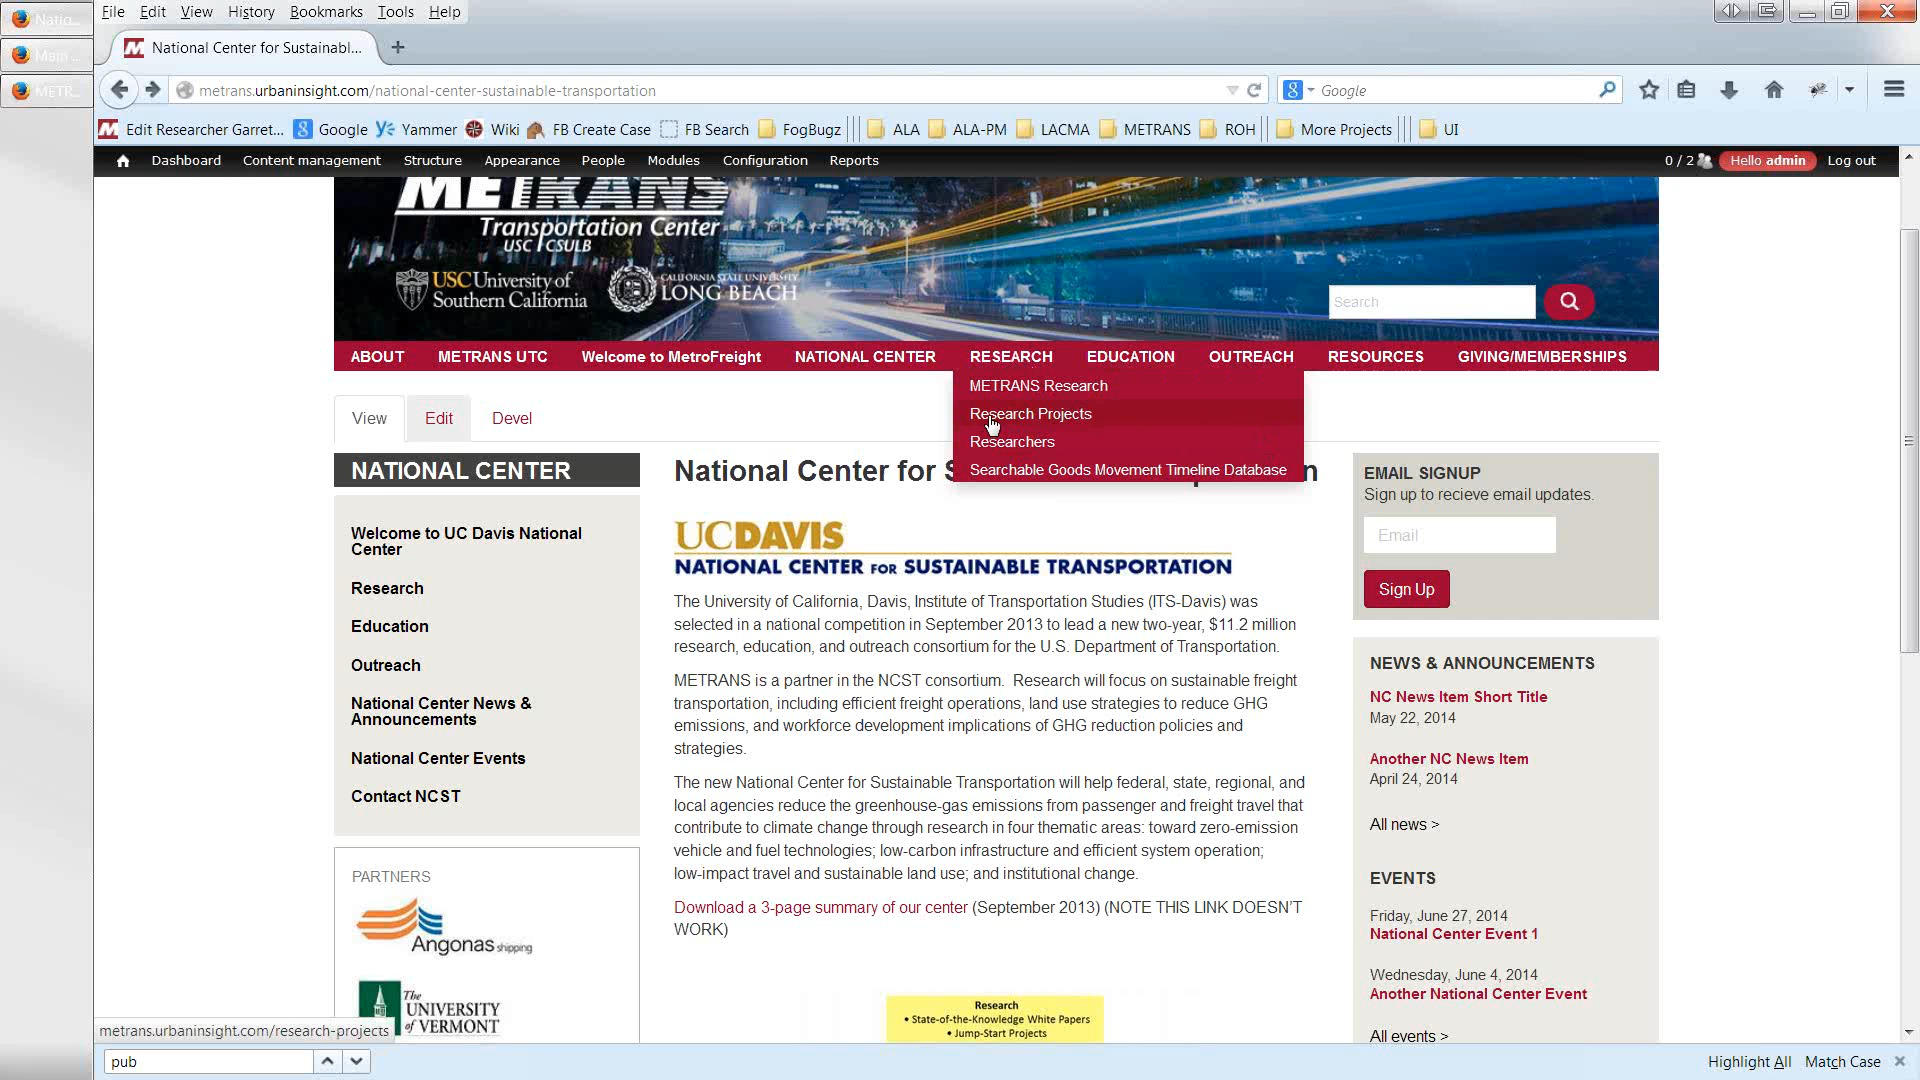 File Edit View History Bookmarks Tools Help
National Center for Sustainabl...
metrans.urbaninsight.com/national-center-sustainable-transportation
Google
Edit Researcher Garret... Google Yammer Wiki FB Create Case FB Search FogBugz ALA ALA-PM LACMA METRANS ROH More Projects UI
Dashboard Content management Structure Appearance People Modules Configuration Reports
0 / 2 Hello admin Log out
METRANS
Transportation Center
USC CSULB
USC University of Southern California
CALIFORNIA STATE UNIVERSITY
LONG BEACH
Search
ABOUT METRANS UTC Welcome to MetroFreight NATIONAL CENTER RESEARCH EDUCATION OUTREACH RESOURCES GIVING/MEMBERSHIPS
METRANS Research
Research Projects
Researchers
Searchable Goods Movement Timeline Database
View Edit Devel
NATIONAL CENTER
Welcome to UC Davis National
Center
Research
Education
Outreach
National Center News &
Announcements
National Center Events
Contact NCST
PARTNERS
Angonas shipping
The
UNIVERSITY
of VERMONT
National Center for
UCDAVIS
NATIONAL CENTER FOR SUSTAINABLE TRANSPORTATION
The University of California, Davis, Institute of Transportation Studies (ITS-Davis) was
selected in a national competition in September 2013 to lead a new two-year, $11.2 million
research, education, and outreach consortium for the U.S. Department of Transportation.
METRANS is a partner in the NCST consortium. Research will focus on sustainable freight
transportation, including efficient freight operations, land use strategies to reduce GHG
emissions, and workforce development implications of GHG reduction policies and
strategies.
The new National Center for Sustainable Transportation will help federal, state, regional, and
local agencies reduce the greenhouse-gas emissions from passenger and freight travel that
contribute to climate change through research in four thematic areas: toward zero-emission
vehicle and fuel technologies; low-carbon infrastructure and efficient system operation;
low-impact travel and sustainable land use; and institutional change.
Download a 3-page summary of our center (September 2013) (NOTE THIS LINK DOESN'T
WORK)
Research
• State-of-the-Knowledge White Papers
• Jump-Start Projects
EMAIL SIGNUP
Sign up to recieve email updates.
Email
Sign Up
NEWS & ANNOUNCEMENTS
NC News Item Short Title
May 22, 2014
Another NC News Item
April 24, 2014
All news >
EVENTS
Friday, June 27, 2014
National Center Event 1
Wednesday, June 4, 2014
Another National Center Event
All events >
metrans.urbaninsight.com/research-projects
pub
Highlight All Match Case